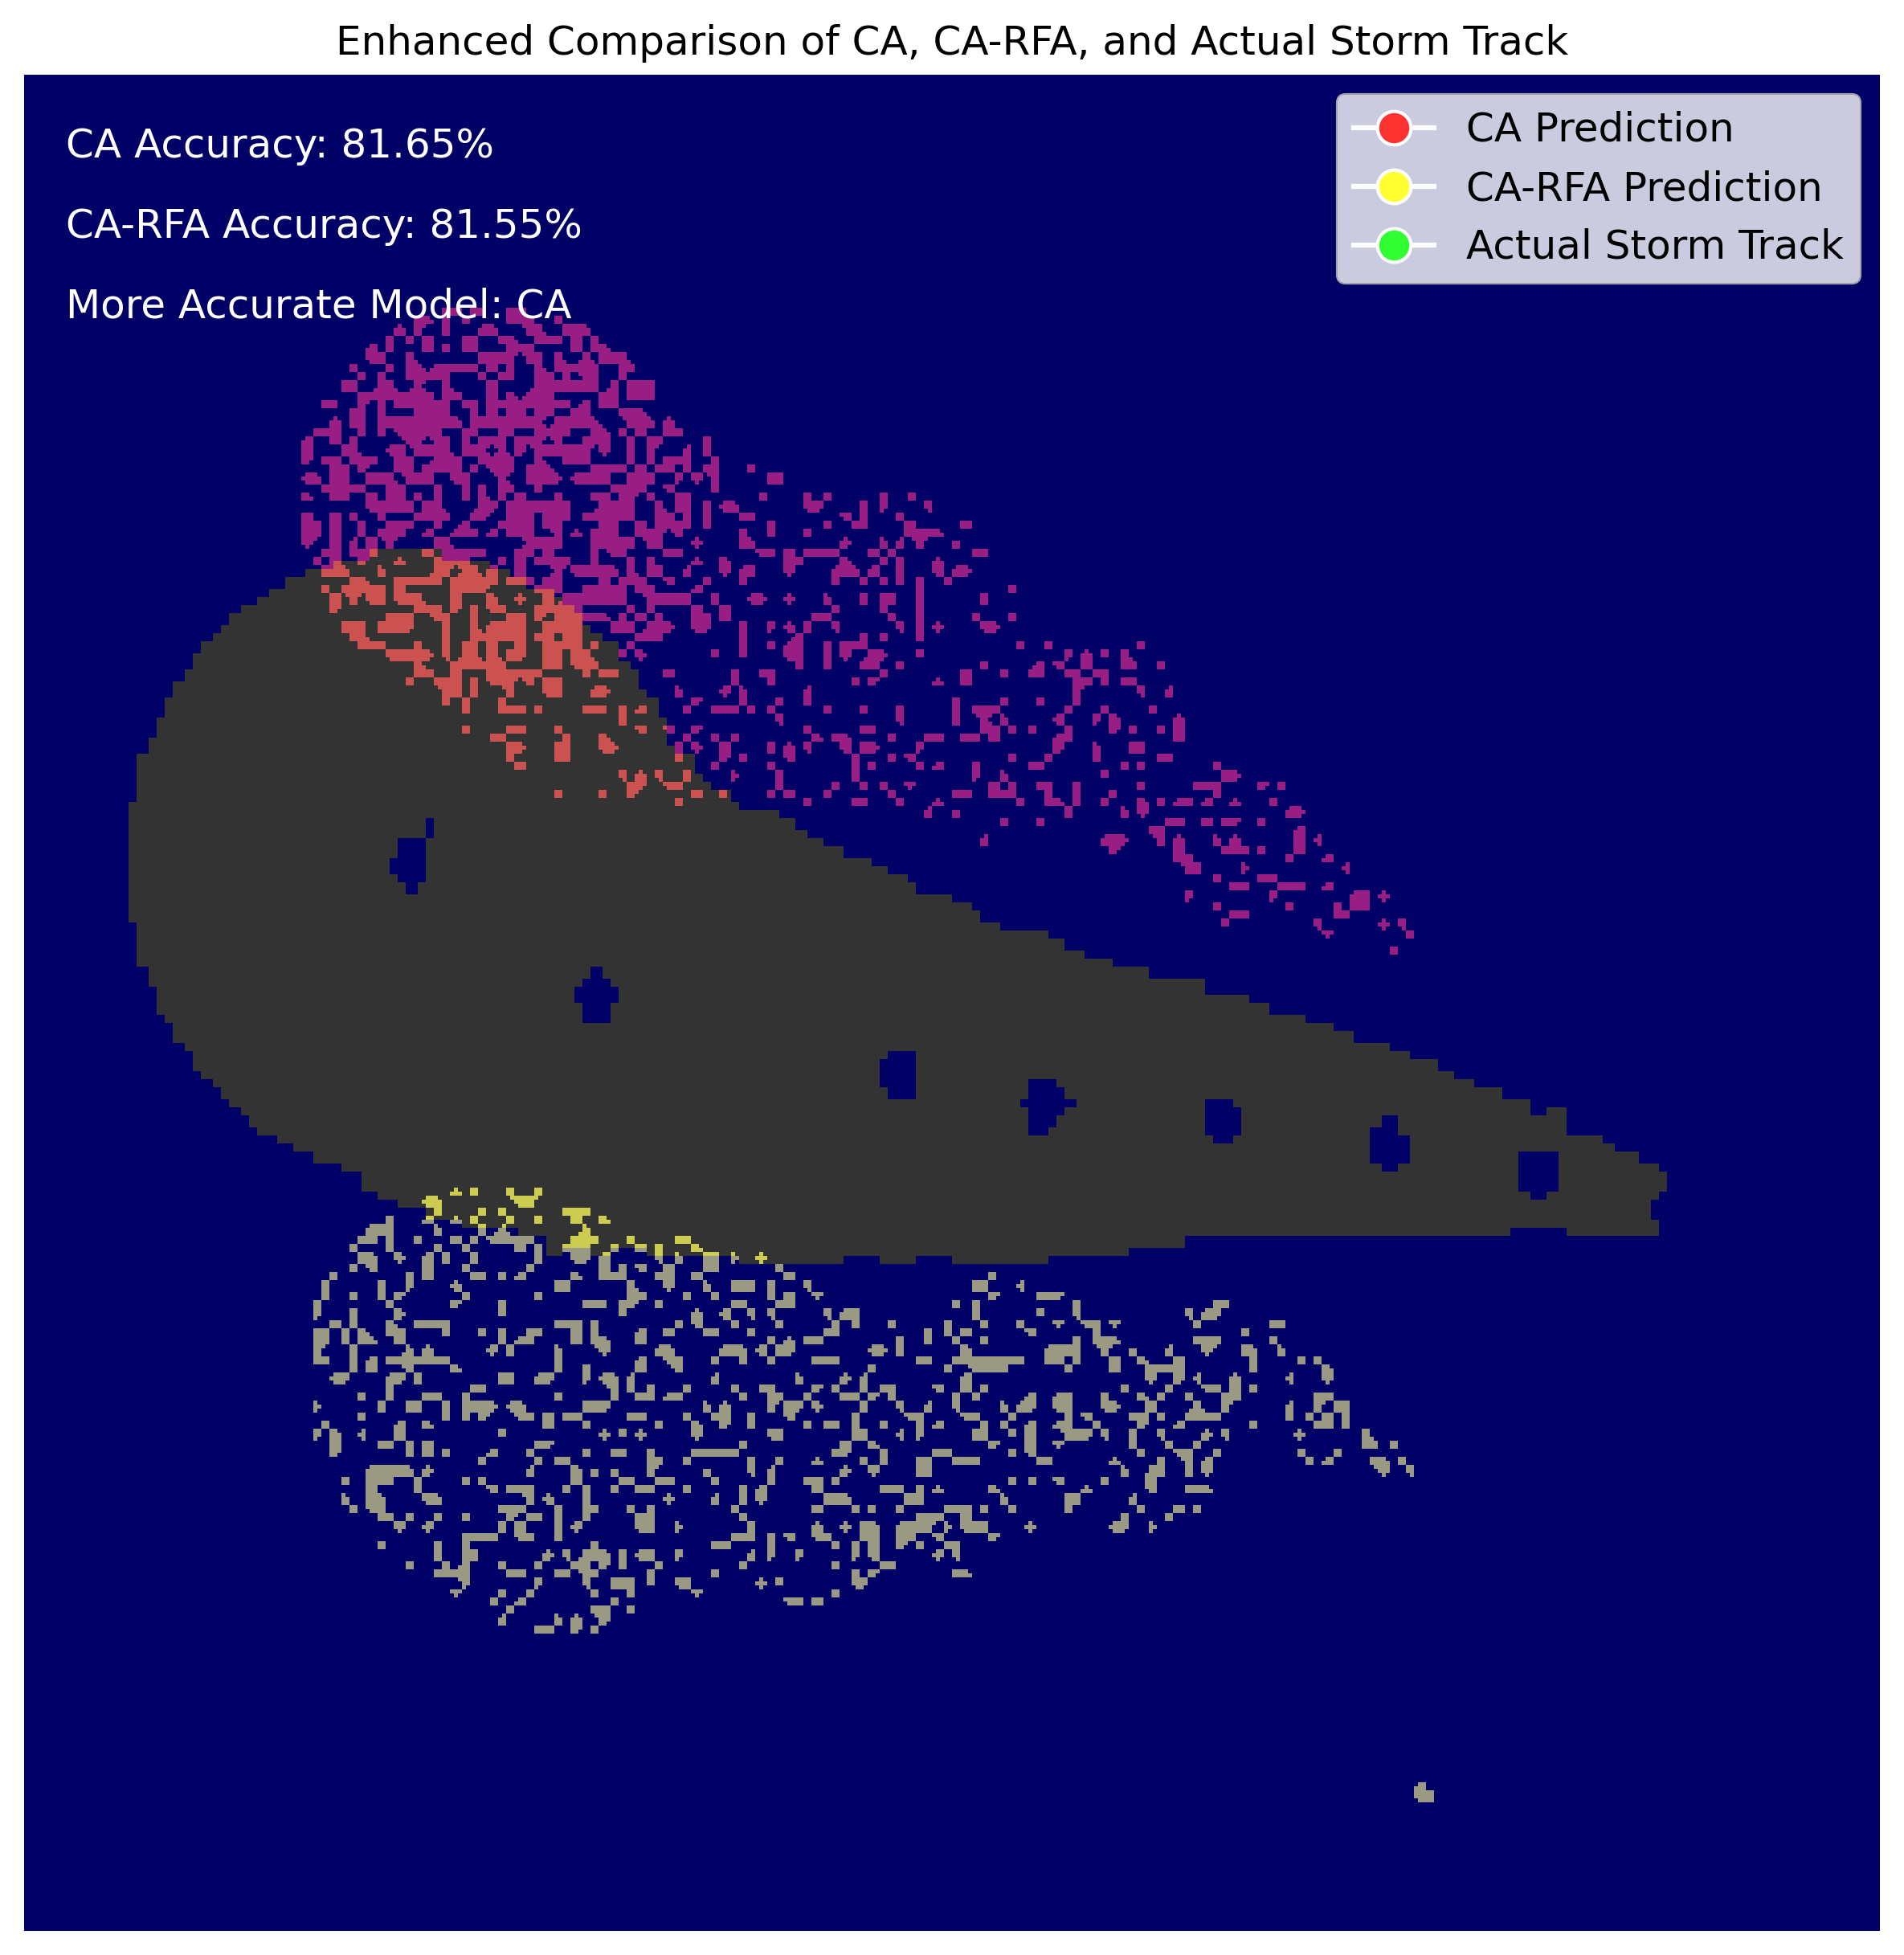 Enhanced Comparison of CA, CA-RFA, and Actual Storm Track
CA Accuracy: 81.65%
CA-RFA Accuracy: 81.55%
More Accurate Model: CA
CA Prediction
CA-RFA Prediction
Actual Storm Track